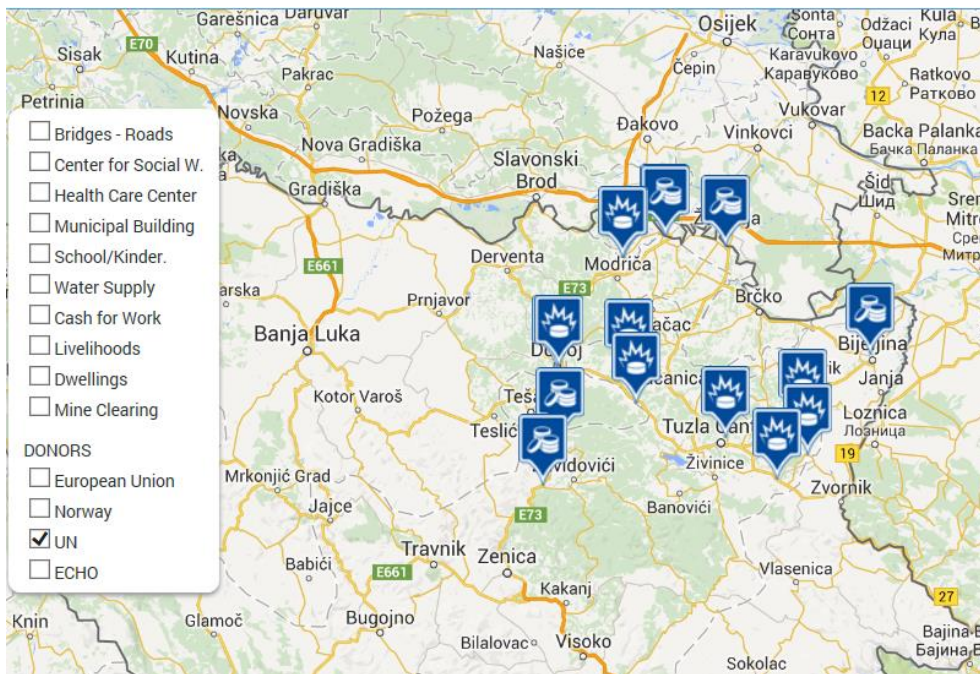 Garešnica
Daruvar
Osijek
Sonta
Сонта
Odžaci
Оџаци
Kula
Кула
E70
Sisak
Kutina
Našice
Čepin
Karavukovo
Каравуково
Ratkovo
Ратково
Petrinja
Pakrac
12
Novska
Požega
Đakovo
Vukovar
Vinkovci
Backa Palanka
Бачка Паланка
Nova Gradiška
Slavonski
Brod
Šid
Шид
Gradiška
Bridges - Roads
Center for Social W.
Health Care Center
Municipal Building
School/Kinder.
Water Supply
Cash for Work
Livelihoods
Dwellings
Mine Clearing
DONORS
European Union
Norway
UN
ECHO
E661
Derventa
Modriča
E73
Prnjavor
Brčko
Banja Luka
Bijeljina
Janja
Kotor Varoš
Loznica
Лозница
Teslić
Tuzla
19
Mrkonjić Grad
Živinice
Zvornik
Banovići
Jajce
E73
Babići
Travnik
Zenica
E661
Vlasenica
Kakanj
27
Knin
Glamoč
Bugojno
Bilalovac
Visoko
Sokolac
Bajina-B
Бајина Б